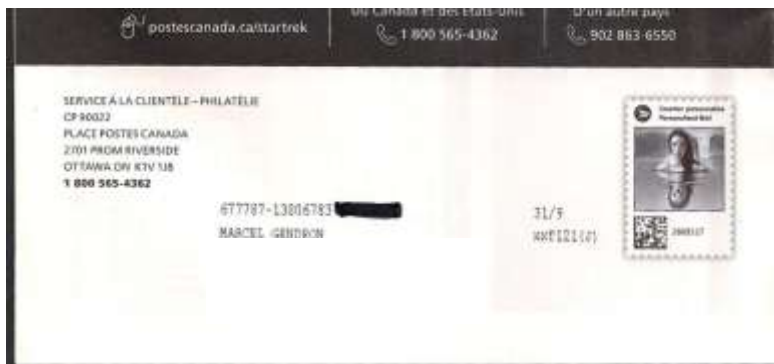 postescanada.ca/startrek
Du Canada et des États-Unis
1 800 565-4362
D'un autre pays
902 863-6550
SERVICE À LA CLIENTÈLE – PHILATÉLIE
CP 90022
PLACE POSTES CANADA
2701 PROM RIVERSIDE
OTTAWA ON K1V 1J8
1 800 565-4362
677787-13006783
MARCEL GENDRON
31/9
Courrier personnalisé
Personalized Mail